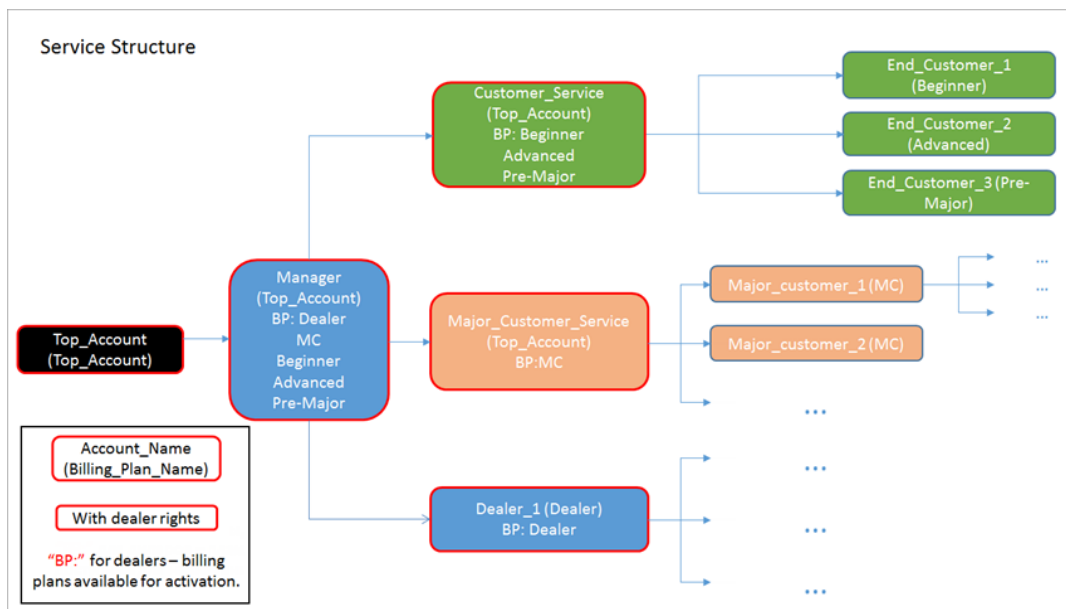 Service Structure
Customer_Service
(Top_Account)
BP: Beginner
Advanced
Pre-Major
End_Customer_1
(Beginner)
End_Customer_2
(Advanced)
End_Customer_3 (Pre-
Major)
Manager
(Top_Account)
BP: Dealer
MC
Beginner
Advanced
Pre-Major
Top_Account
(Top_Account)
Major_Customer_Service
(Top_Account)
BP:MC
Major_customer_1 (MC)
...
...
...
Major_customer_2 (MC)
...
Dealer_1 (Dealer)
BP: Dealer
...
...
...
Account_Name
(Billing_Plan_Name)
With dealer rights
“BP:” for dealers – billing
plans available for activation.